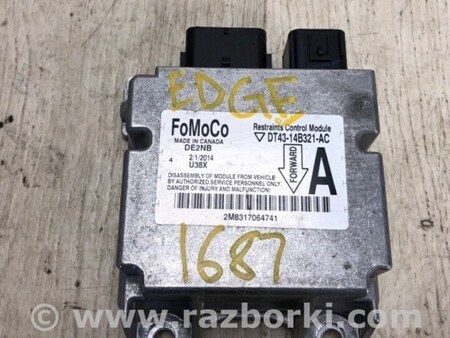 EDGE
FoMoCo
MADE IN CANADA
DE2NB
Restraints Control Module
DT43-14B321-AC
4 2/1/2014
U38X
FORWARD
A
DISASSEMBLY OF MODULE FROM VEHICLE
BY AUTHORIZED SERVICE PERSONNEL ONLY.
DANGER OF INJURY AND MALFUNCTION!
2M8317064741
1687
© www.razborki.com